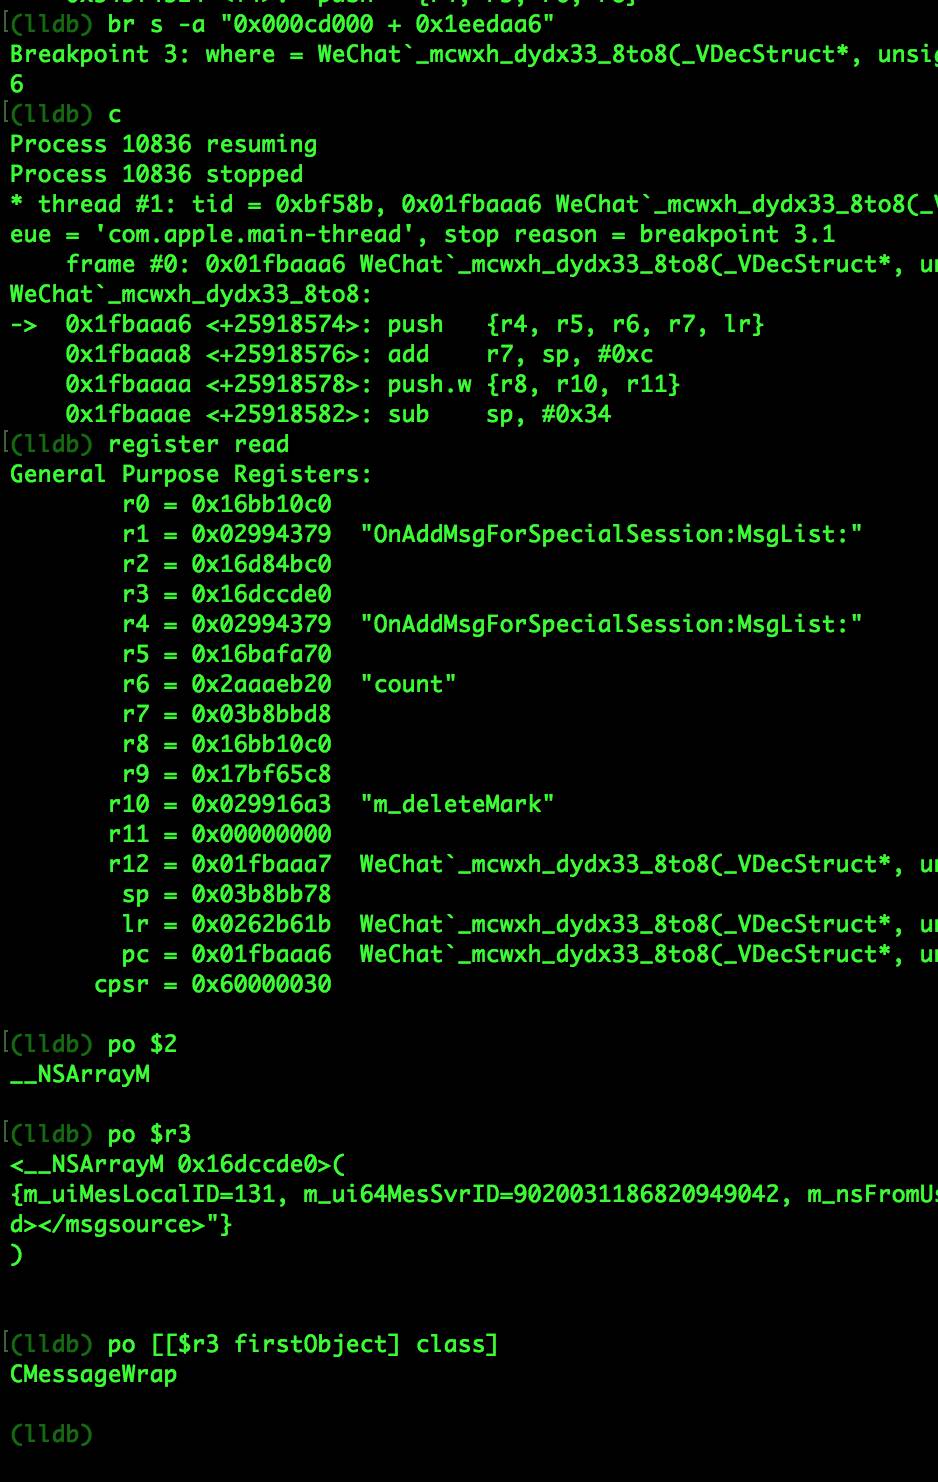 (lldb) br s -a "0x000cd000 + 0x1eedaa6"
Breakpoint 3: where = WeChat`_mcwxh_dydx33_8to8(_VDecStruct*, unsig
6
(lldb) c
Process 10836 resuming
Process 10836 stopped
* thread #1: tid = 0xbf58b, 0x01fbaaa6 WeChat`_mcwxh_dydx33_8to8(_V
eue = 'com.apple.main-thread', stop reason = breakpoint 3.1
    frame #0: 0x01fbaaa6 WeChat`_mcwxh_dydx33_8to8(_VDecStruct*, un
WeChat`_mcwxh_dydx33_8to8:
->  0x1fbaaa6 <+25918574>: push   {r4, r5, r6, r7, lr}
    0x1fbaaa8 <+25918576>: add    r7, sp, #0xc
    0x1fbaaaa <+25918578>: push.w {r8, r10, r11}
    0x1fbaaae <+25918582>: sub    sp, #0x34
(lldb) register read
General Purpose Registers:
        r0 = 0x16bb10c0
        r1 = 0x02994379  "OnAddMsgForSpecialSession:MsgList:"
        r2 = 0x16d84bc0
        r3 = 0x16dccde0
        r4 = 0x02994379  "OnAddMsgForSpecialSession:MsgList:"
        r5 = 0x16bafa70
        r6 = 0x2aaaeb20  "count"
        r7 = 0x03b8bbd8
        r8 = 0x16bb10c0
        r9 = 0x17bf65c8
       r10 = 0x029916a3  "m_deleteMark"
       r11 = 0x00000000
       r12 = 0x01fbaaa7  WeChat`_mcwxh_dydx33_8to8(_VDecStruct*, un
        sp = 0x03b8bb78
        lr = 0x0262b61b  WeChat`_mcwxh_dydx33_8to8(_VDecStruct*, un
        pc = 0x01fbaaa6  WeChat`_mcwxh_dydx33_8to8(_VDecStruct*, un
      cpsr = 0x60000030
(lldb) po $2
__NSArrayM
(lldb) po $r3
<__NSArrayM 0x16dccde0>(
{m_uiMesLocalID=131, m_ui64MesSvrID=9020031186820949042, m_nsFromUs
d></msgsource>"}
)
(lldb) po [[$r3 firstObject] class]
CMessageWrap
(lldb)